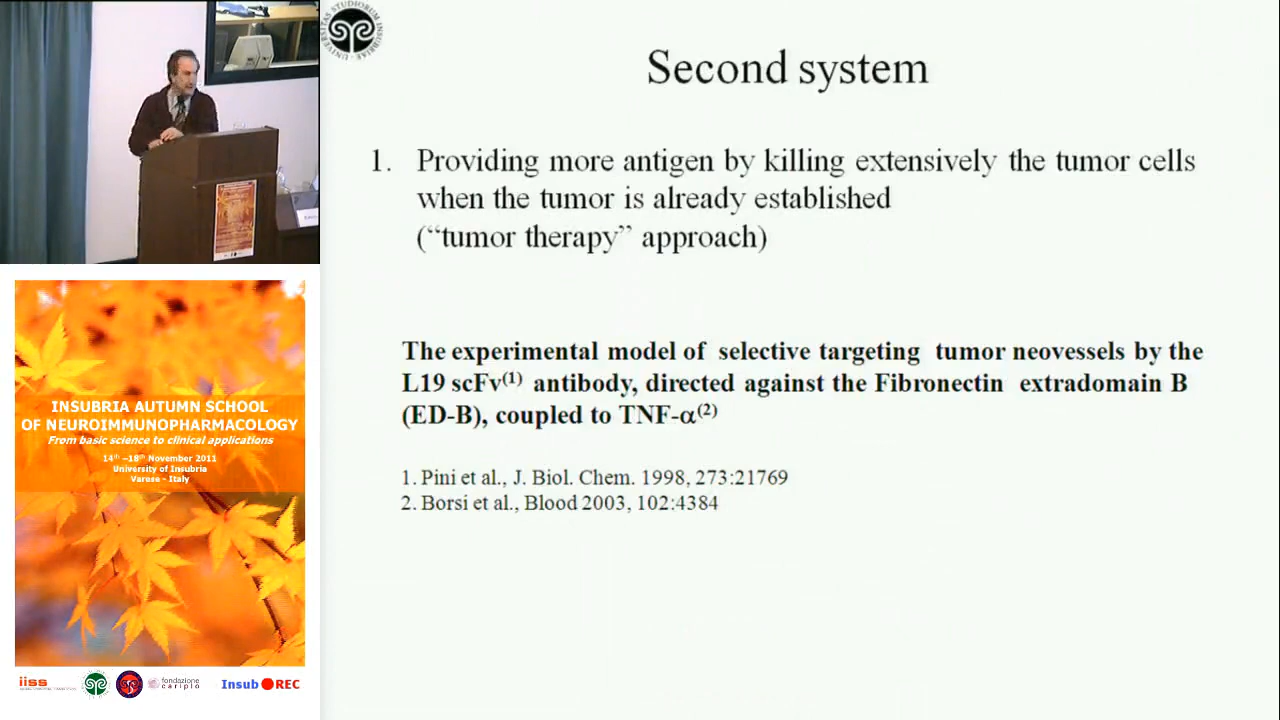 UNIVERSITAS STUDIORUM INSUBRIAE
Second system
1. Providing more antigen by killing extensively the tumor cells
when the tumor is already established
(“tumor therapy” approach)
The experimental model of selective targeting tumor neovessels by the
L19 scFv(1) antibody, directed against the Fibronectin extradomain B
(ED-B), coupled to TNF-α(2)
1. Pini et al., J. Biol. Chem. 1998, 273:21769
2. Borsi et al., Blood 2003, 102:4384
INSUBRIA AUTUMN SCHOOL
OF NEUROIMMUNOPHARMACOLOGY
From basic science to clinical applications
14th –18th November 2011
University of Insubria
Varese - Italy
iiss
fondazione
cariplo
Insub REC